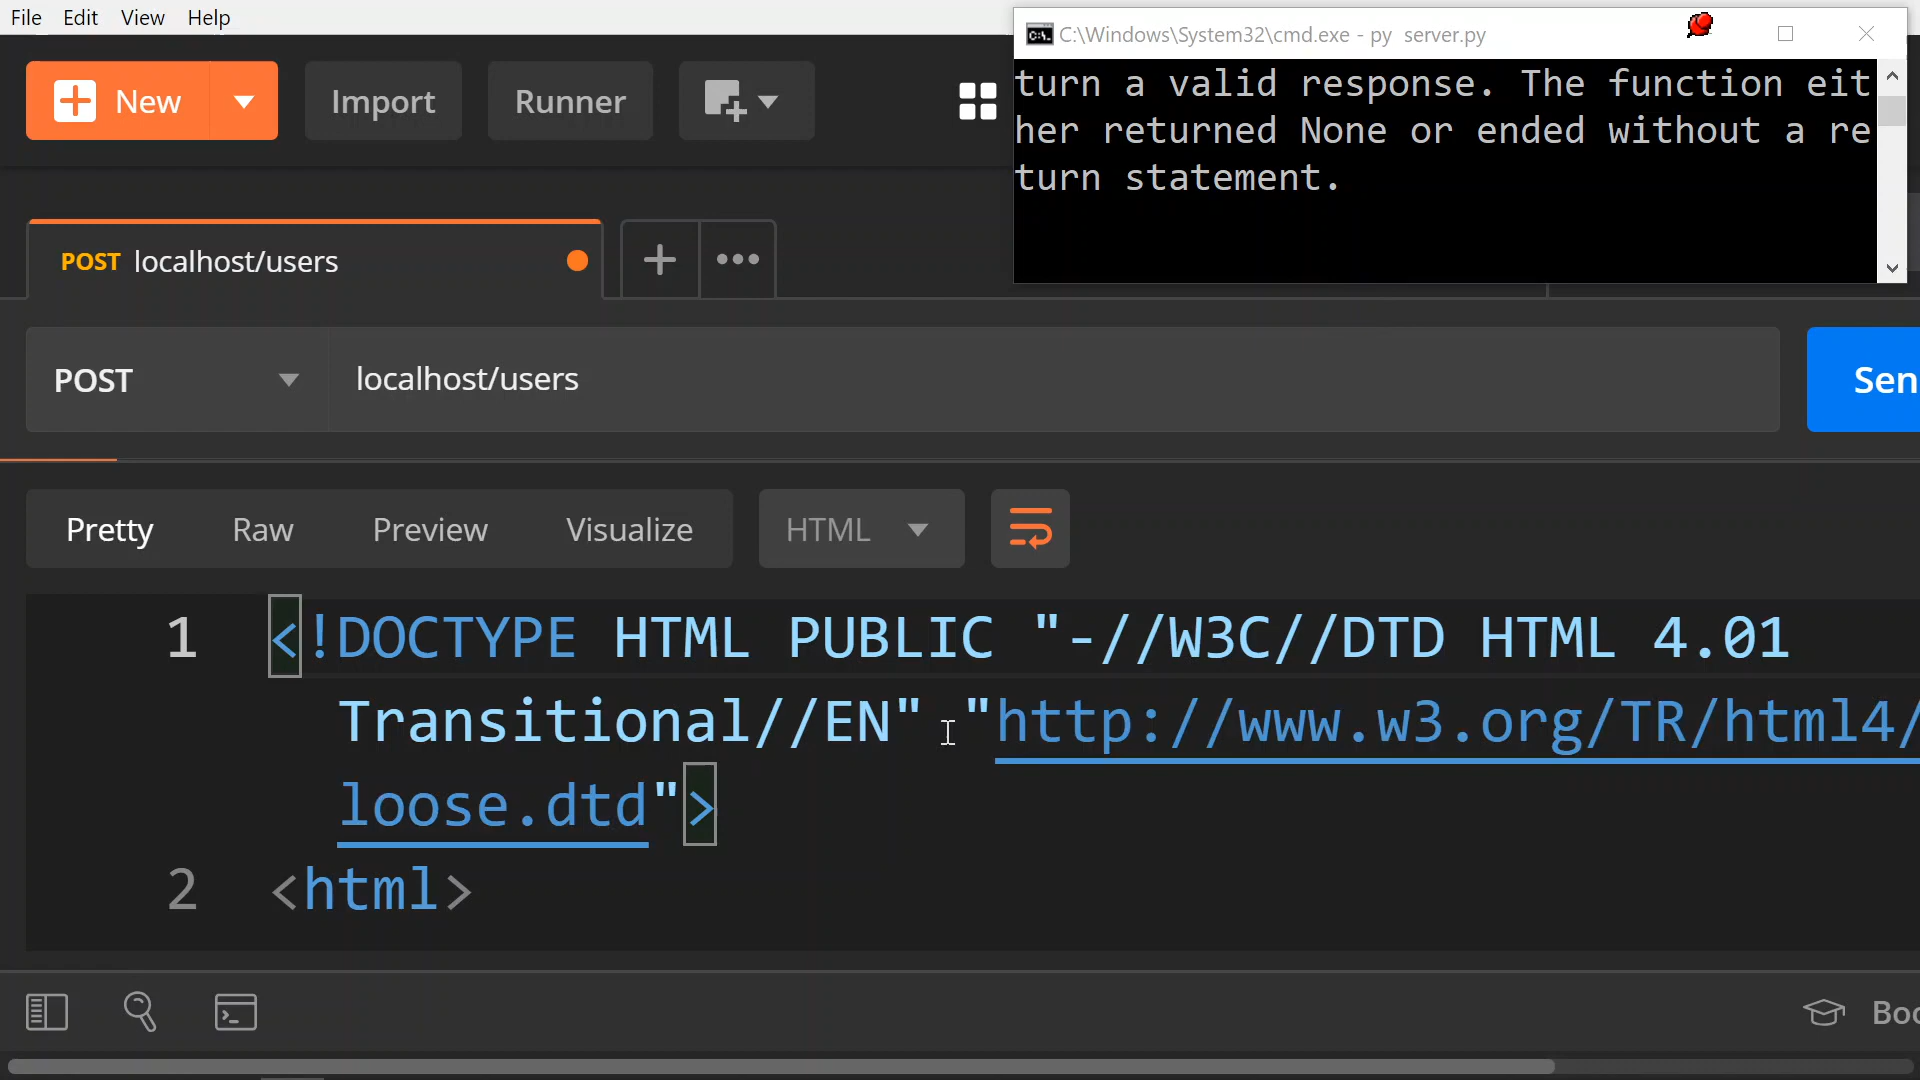 File Edit View Help
C:\Windows\System32\cmd.exe - py server.py
New Import Runner
turn a valid response. The function eit
her returned None or ended without a re
turn statement.
POST localhost/users
POST localhost/users Sen
Pretty Raw Preview Visualize HTML
1 <!DOCTYPE HTML PUBLIC "-//W3C//DTD HTML 4.01
Transitional//EN" "http://www.w3.org/TR/html4/
loose.dtd">
2 <html>
Boo